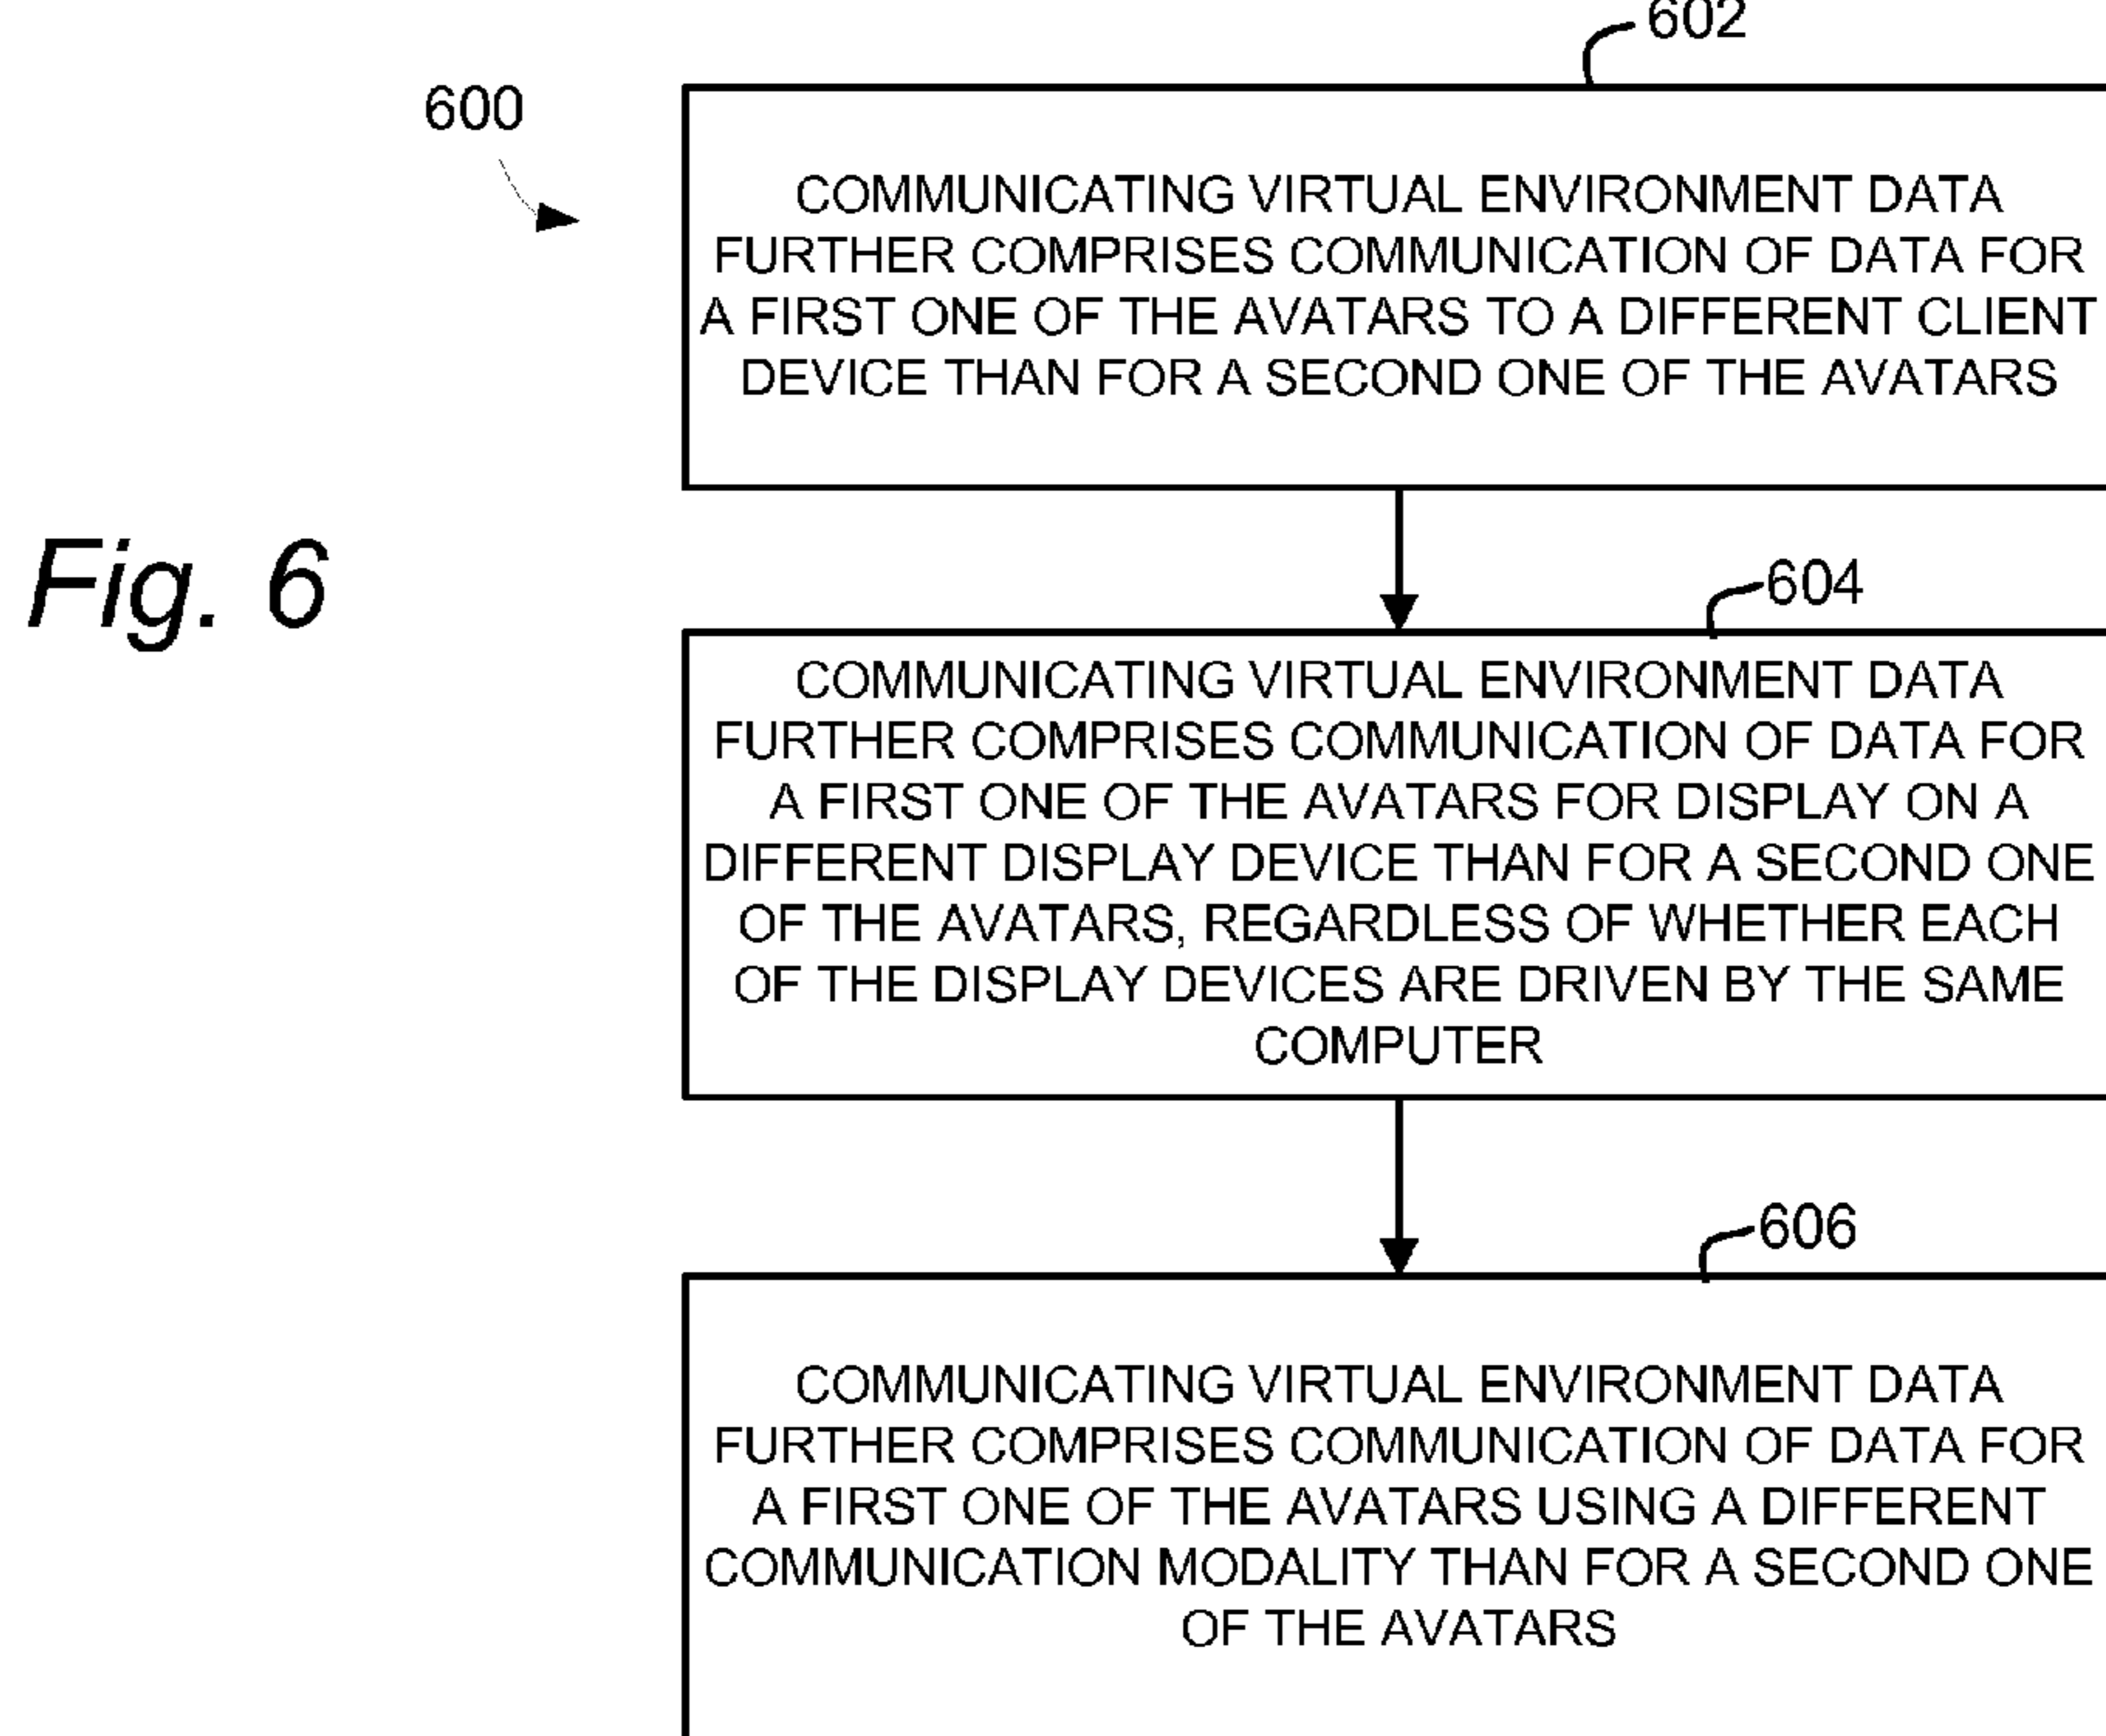 602
600
COMMUNICATING VIRTUAL ENVIRONMENT DATA
FURTHER COMPRISES COMMUNICATION OF DATA FOR
A FIRST ONE OF THE AVATARS TO A DIFFERENT CLIENT
DEVICE THAN FOR A SECOND ONE OF THE AVATARS
Fig. 6
604
COMMUNICATING VIRTUAL ENVIRONMENT DATA
FURTHER COMPRISES COMMUNICATION OF DATA FOR
A FIRST ONE OF THE AVATARS FOR DISPLAY ON A
DIFFERENT DISPLAY DEVICE THAN FOR A SECOND ONE
OF THE AVATARS, REGARDLESS OF WHETHER EACH
OF THE DISPLAY DEVICES ARE DRIVEN BY THE SAME
COMPUTER
606
COMMUNICATING VIRTUAL ENVIRONMENT DATA
FURTHER COMPRISES COMMUNICATION OF DATA FOR
A FIRST ONE OF THE AVATARS USING A DIFFERENT
COMMUNICATION MODALITY THAN FOR A SECOND ONE
OF THE AVATARS